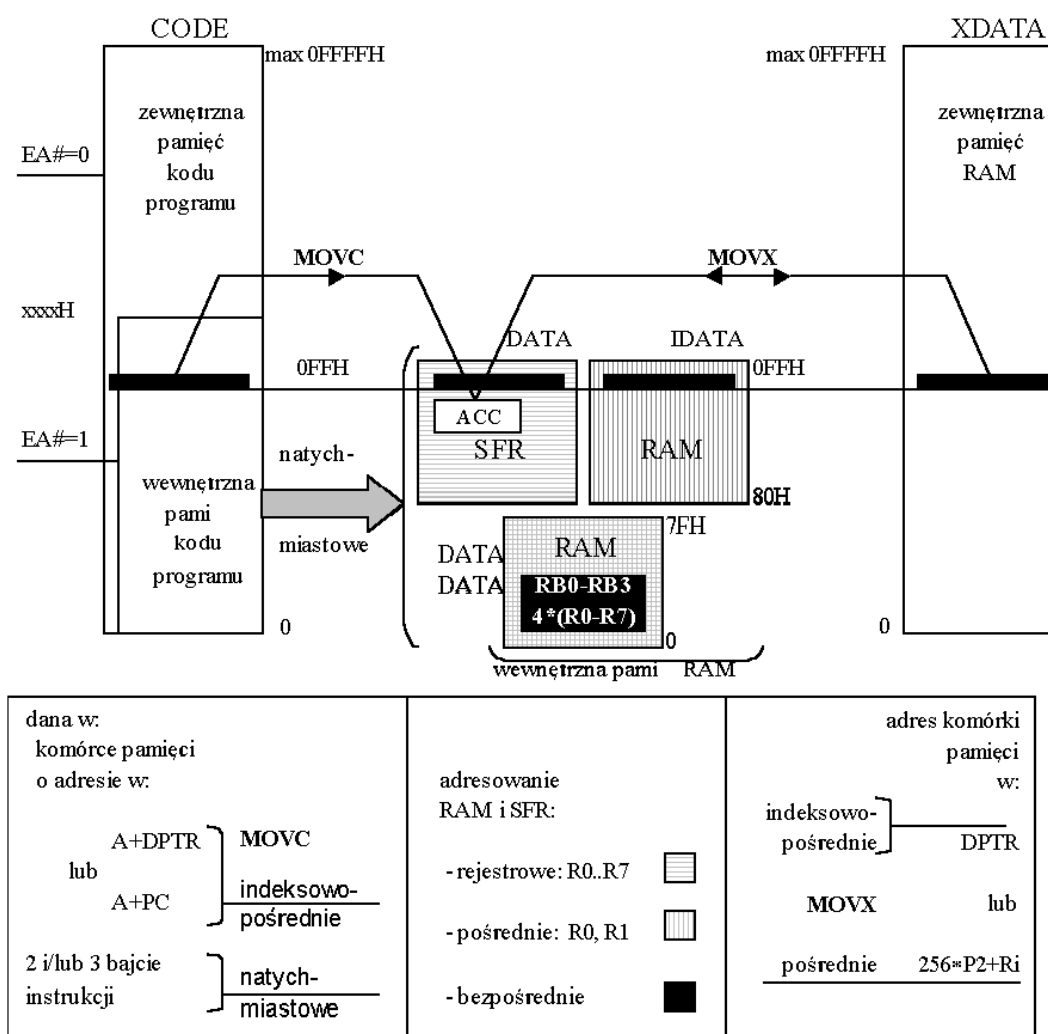 CODE
XDATA
max 0FFFFH
max 0FFFFH
zewnętrzna
pamięć
kodu
programu
zewnętrzna
pamięć
RAM
EA#=0
MOVC
MOVX
xxxxH
0FFH
DATA
IDATA
0FFH
ACC
SFR
RAM
80H
EA#=1
wewnętrzna
pami
kodu
programu
natych-
miastowe
7FH
DATA
DATA
RAM
RB0-RB3
4*(R0-R7)
0
0
0
wewnętrzna pami RAM
dana w:
komórce pamięci
o adresie w:
A+DPTR
lub
A+PC
MOVC
indeksowo-
pośrednie
2 i/lub 3 bajcie
instrukcji
natych-
miastowe
adresowanie
RAM i SFR:
- rejestrowe: R0..R7
- pośrednie: R0, R1
- bezpośrednie
adres komórki
pamięci
w:
indeksowo-
pośrednie
DPTR
MOVX
lub
pośrednie
256*P2+Ri